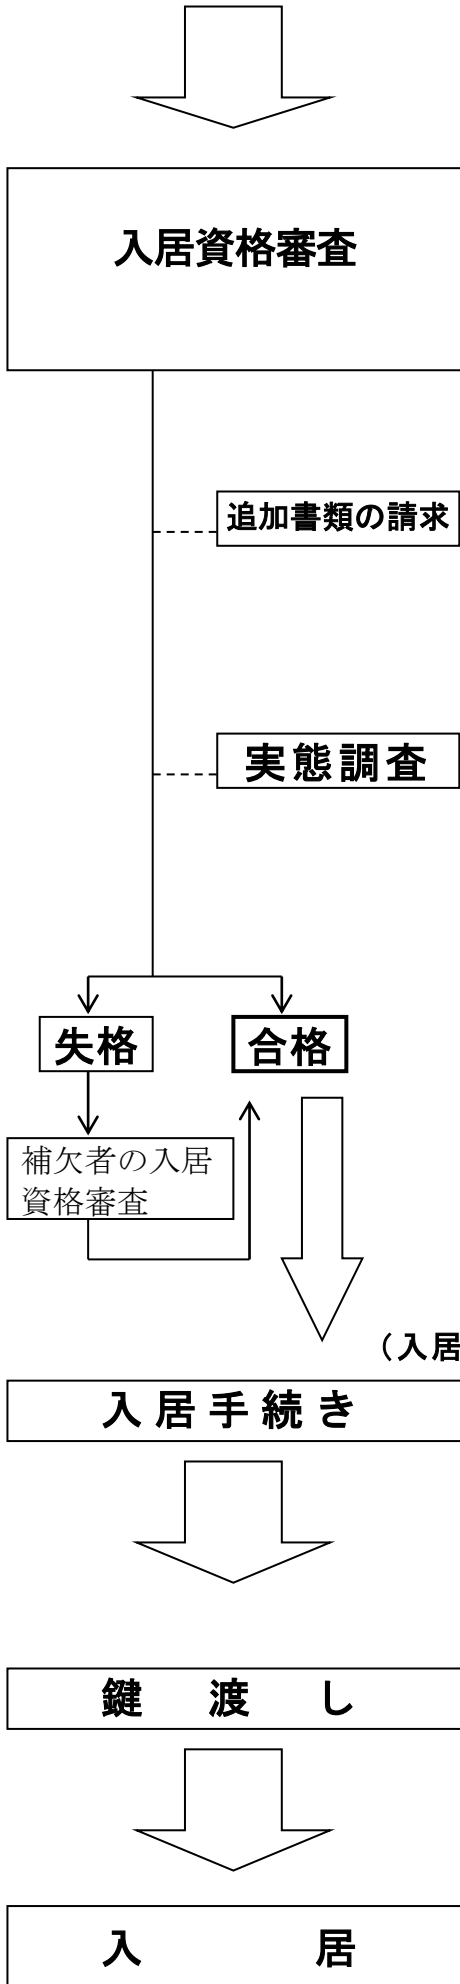 入居資格審査
追加書類の請求
実態調査
失格
合格
補欠者の入居
資格審査
（入居
入居手続き
鍵　渡　し
入　　居